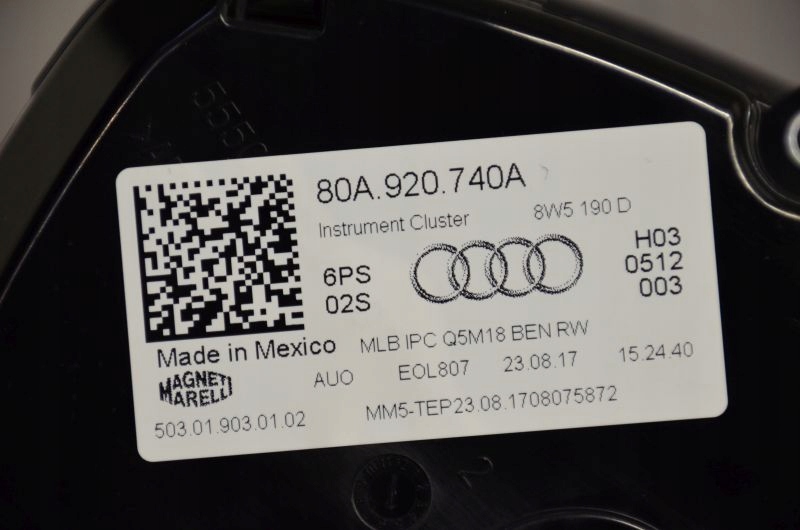 555
80A.920.740A
Instrument Cluster
8W5 190 D
6PS
02S
H03
0512
003
Made in Mexico
MLB IPC Q5M18 BEN RW
MAGNETI
MARELLI
AUO
EOL807
23.08.17
15.24.40
503.01.903.01.02
MM5-TEP23.08.1708075872
2